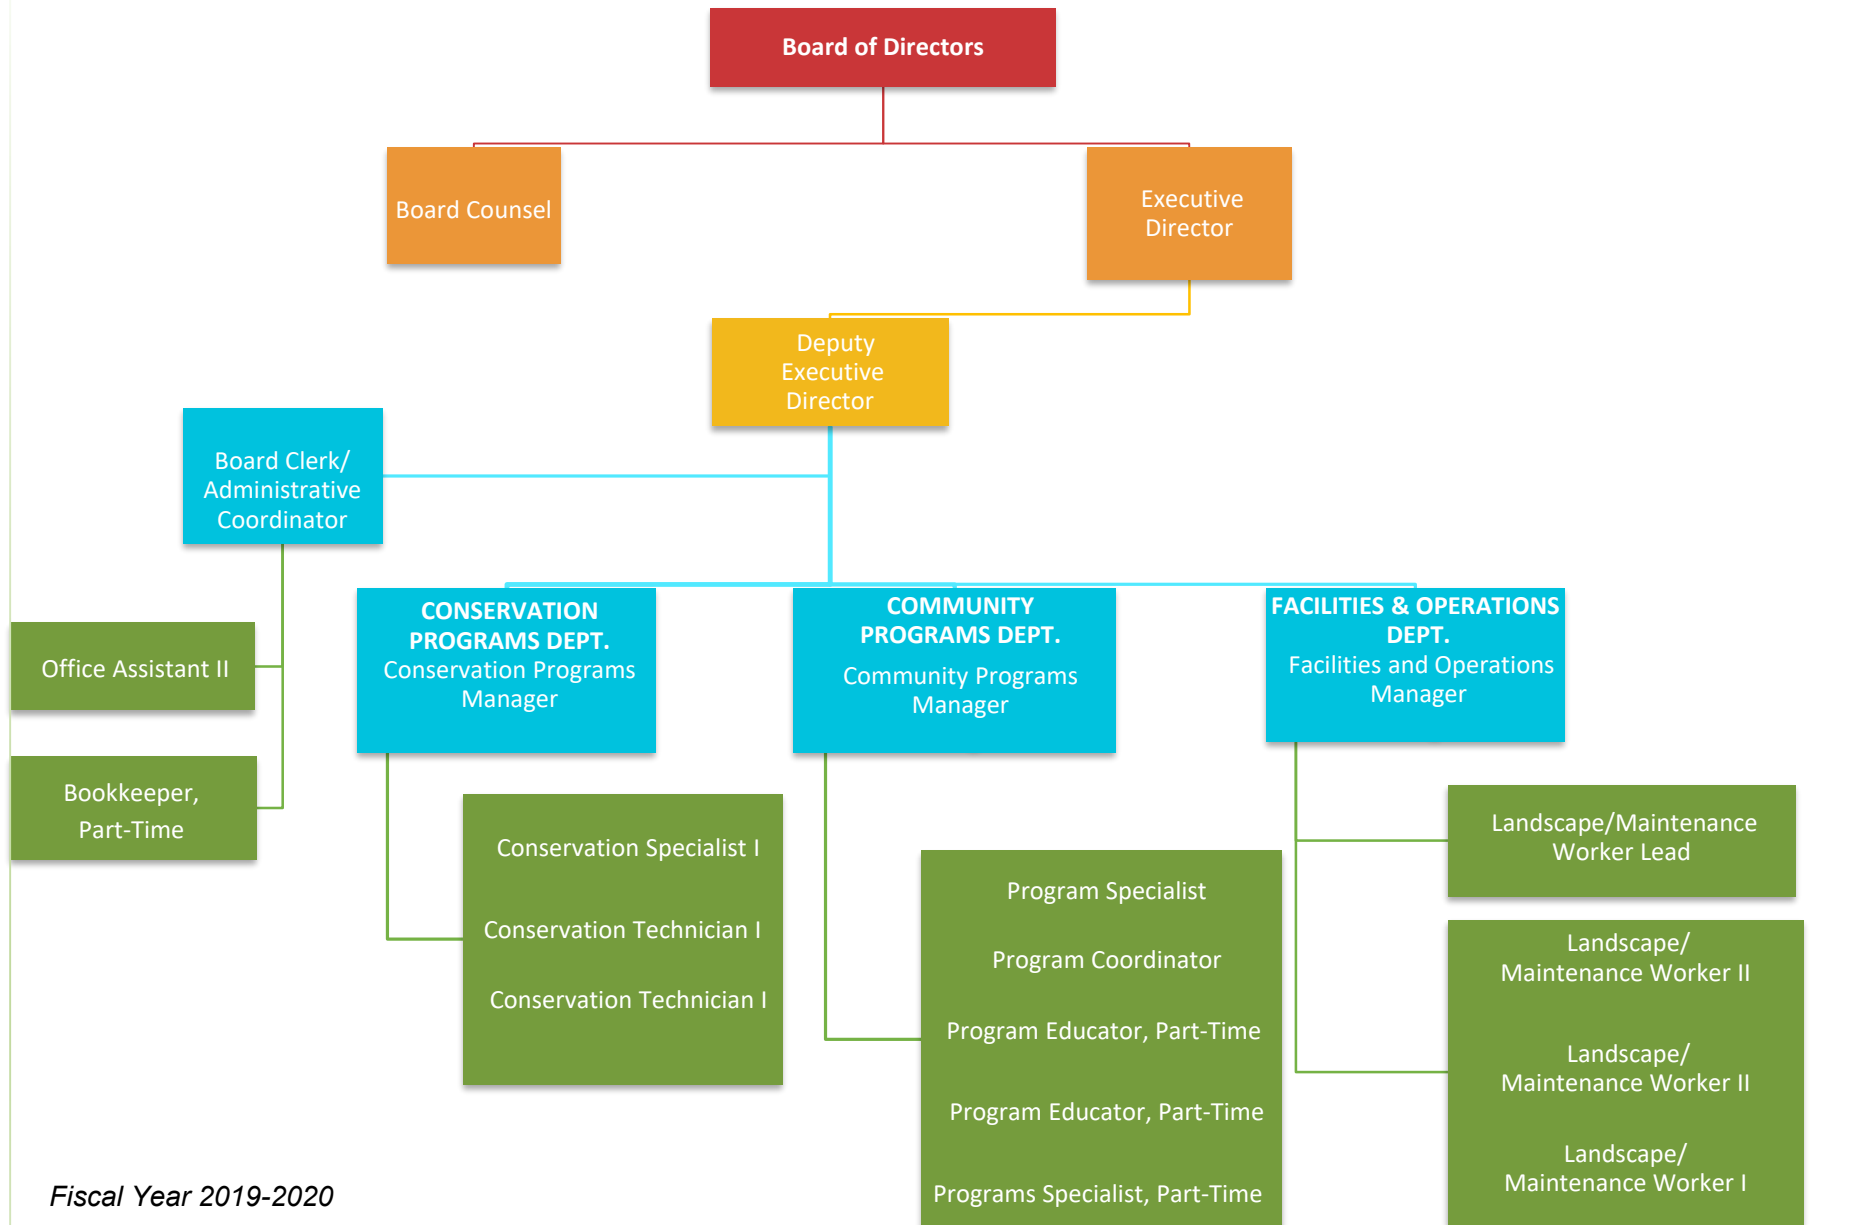 Board of Directors
Board Counsel
Executive
Director
Deputy
Executive
Director
Board Clerk/
Administrative
Coordinator
Office Assistant II
Bookkeeper,
Part-Time
CONSERVATION
PROGRAMS DEPT.
Conservation Programs
Manager
Conservation Specialist I
Conservation Technician I
Conservation Technician I
COMMUNITY
PROGRAMS DEPT.
Community Programs
Manager
Program Specialist
Program Coordinator
Program Educator, Part-Time
Program Educator, Part-Time
Programs Specialist, Part-Time
FACILITIES & OPERATIONS
DEPT.
Facilities and Operations
Manager
Landscape/Maintenance
Worker Lead
Landscape/
Maintenance Worker II
Landscape/
Maintenance Worker II
Landscape/
Maintenance Worker I
Fiscal Year 2019-2020